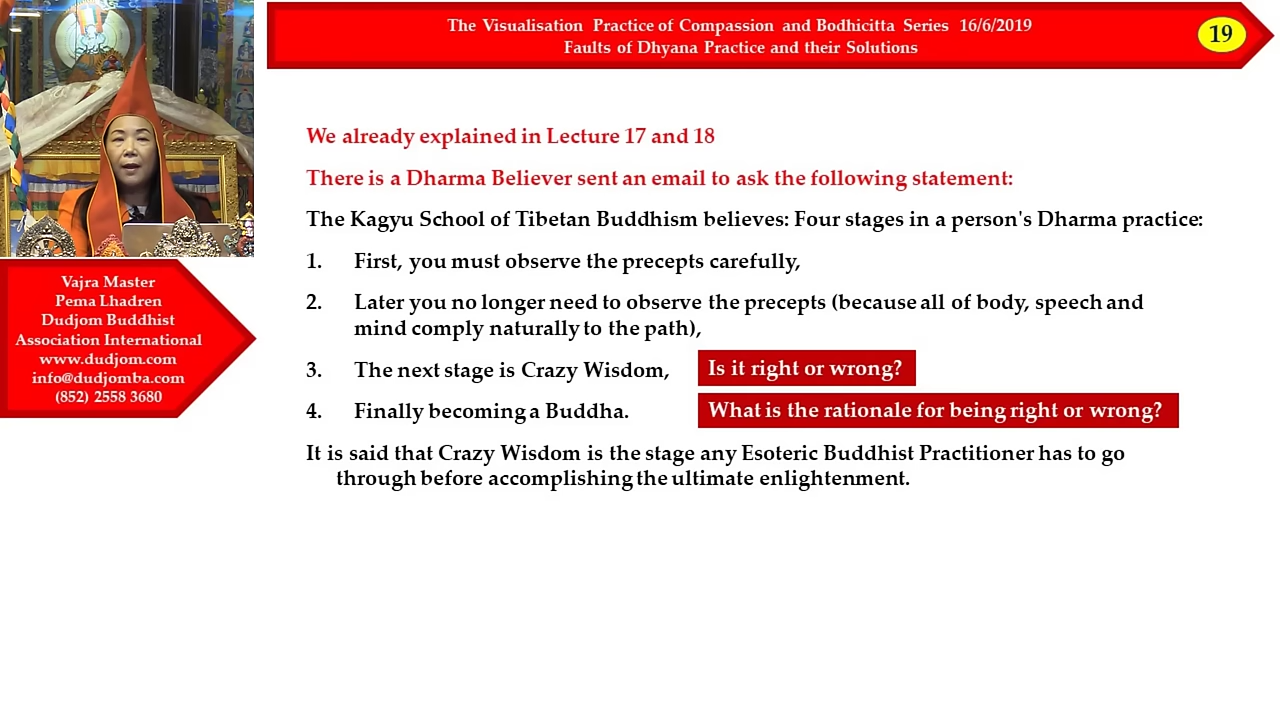 The Visualisation Practice of Compassion and Bodhicitta Series 16/6/2019
Faults of Dhyana Practice and their Solutions
19
We already explained in Lecture 17 and 18
There is a Dharma Believer sent an email to ask the following statement:
The Kagyu School of Tibetan Buddhism believes: Four stages in a person's Dharma practice:
1. First, you must observe the precepts carefully,
2. Later you no longer need to observe the precepts (because all of body, speech and
mind comply naturally to the path),
3. The next stage is Crazy Wisdom, Is it right or wrong?
4. Finally becoming a Buddha. What is the rationale for being right or wrong?
It is said that Crazy Wisdom is the stage any Esoteric Buddhist Practitioner has to go
through before accomplishing the ultimate enlightenment.
Vajra Master
Pema Lhadren
Dudjom Buddhist
Association International
www.dudjom.com
info@dudjomba.com
(852) 2558 3680